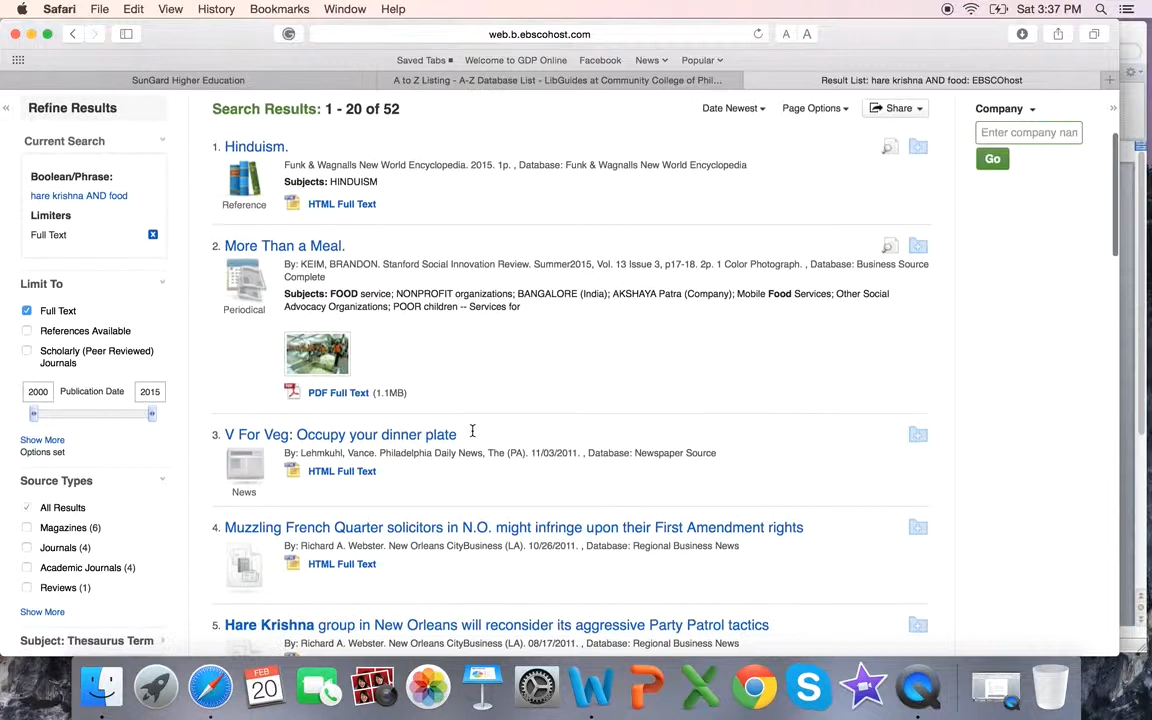 Safari File Edit View History Bookmarks Window Help Sat 3:37 PM
web.b.ebscohost.com A A
Saved Tabs Welcome to GDP Online Facebook News Popular
SunGard Higher Education A to Z Listing - A-Z Database List - LibGuides at Community College of Phil... Result List: hare krishna AND food: EBSCOhost
« Refine Results
Current Search
Boolean/Phrase:
hare krishna AND food
Limiters
Full Text x
Limit To
Full Text
References Available
Scholarly (Peer Reviewed)
Journals
2000 Publication Date 2015
Show More
Options set
Source Types
All Results
Magazines (6)
Journals (4)
Academic Journals (4)
Reviews (1)
Show More
Subject: Thesaurus Term
Search Results: 1 - 20 of 52 Date Newest Page Options Share
1. Hinduism.
Funk & Wagnalls New World Encyclopedia. 2015. 1p. , Database: Funk & Wagnalls New World Encyclopedia
Subjects: HINDUISM
Reference HTML Full Text
2. More Than a Meal.
By: KEIM, BRANDON. Stanford Social Innovation Review. Summer2015, Vol. 13 Issue 3, p17-18. 2p. 1 Color Photograph. , Database: Business Source
Complete
Subjects: FOOD service; NONPROFIT organizations; BANGALORE (India); AKSHAYA Patra (Company); Mobile Food Services; Other Social
Advocacy Organizations; POOR children -- Services for
Periodical
PDF Full Text (1.1MB)
3. V For Veg: Occupy your dinner plate
By: Lehmkuhl, Vance. Philadelphia Daily News, The (PA). 11/03/2011. , Database: Newspaper Source
HTML Full Text
News
4. Muzzling French Quarter solicitors in N.O. might infringe upon their First Amendment rights
By: Richard A. Webster. New Orleans CityBusiness (LA). 10/26/2011. , Database: Regional Business News
HTML Full Text
5. Hare Krishna group in New Orleans will reconsider its aggressive Party Patrol tactics
By: Richard A. Webster. New Orleans CityBusiness (LA). 08/17/2011. , Database: Regional Business News
Company »
Enter company nan
Go
FEB
20